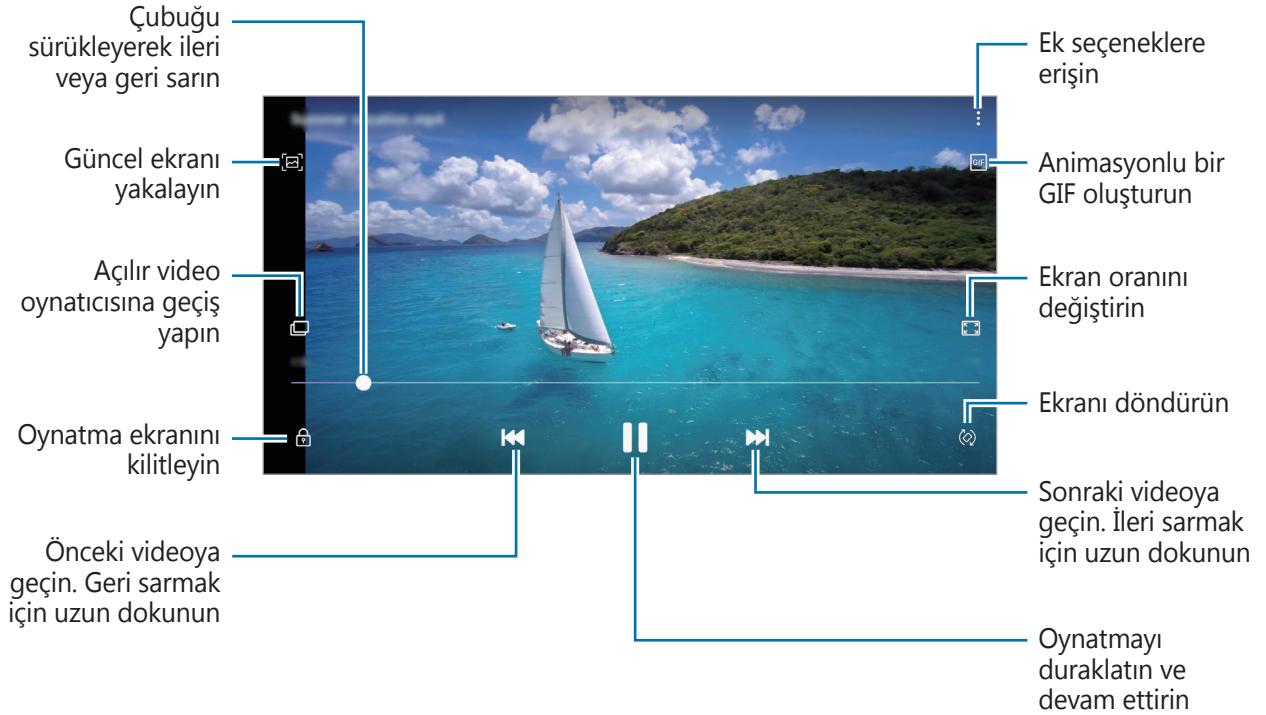 Çubuğu
sürükleyerek ileri
veya geri sarın
Güncel ekranı
yakalayın
Açılır video
oynatıcısına geçiş
yapın
Oynatma ekranını
kilitleyin
Önceki videoya
geçin. Geri sarmak
için uzun dokunun
Ek seçeneklere
erişin
GIF
Animasyonlu bir
GIF oluşturun
Ekran oranını
değiştirin
Ekranı döndürün
Sonraki videoya
geçin. İleri sarmak
için uzun dokunun
Oynatmayı
duraklatın ve
devam ettirin